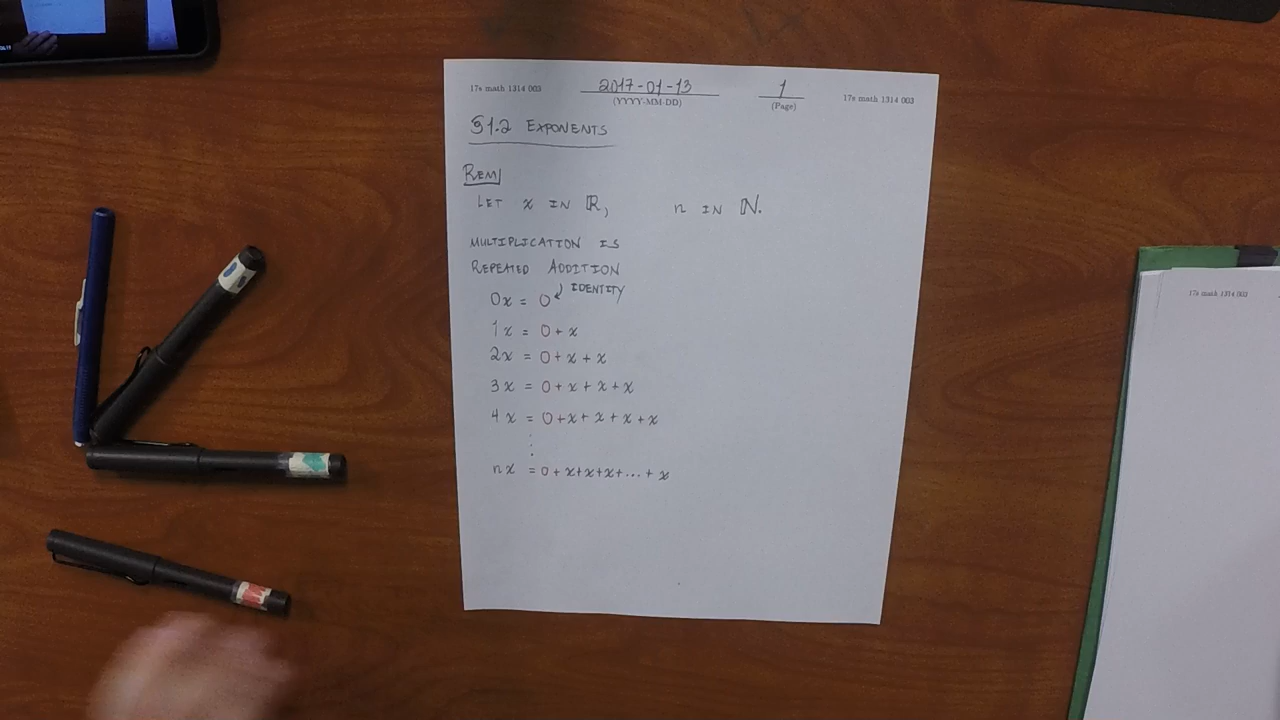 17s math 1314 003 2017-01-13 1 17s math 1314 003
(YYYY-MM-DD) (Page)
§1.2 EXPONENTS
REM
LET x IN ℝ, n IN ℕ.
MULTIPLICATION IS
REPEATED ADDITION
IDENTITY
0x = 0
1x = 0+x
2x = 0+x+x
3x = 0+x+x+x
4x = 0+x+x+x+x
⋮
nx = 0+x+x+x+...+x
17s math 1314 003